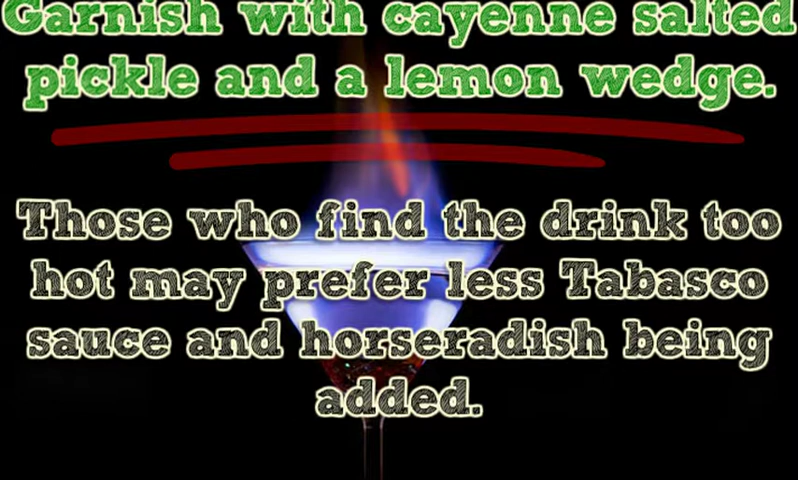 Garnish with cayenne salted
pickle and a lemon wedge.
Those who find the drink too
hot may prefer less Tabasco
sauce and horseradish being
added.